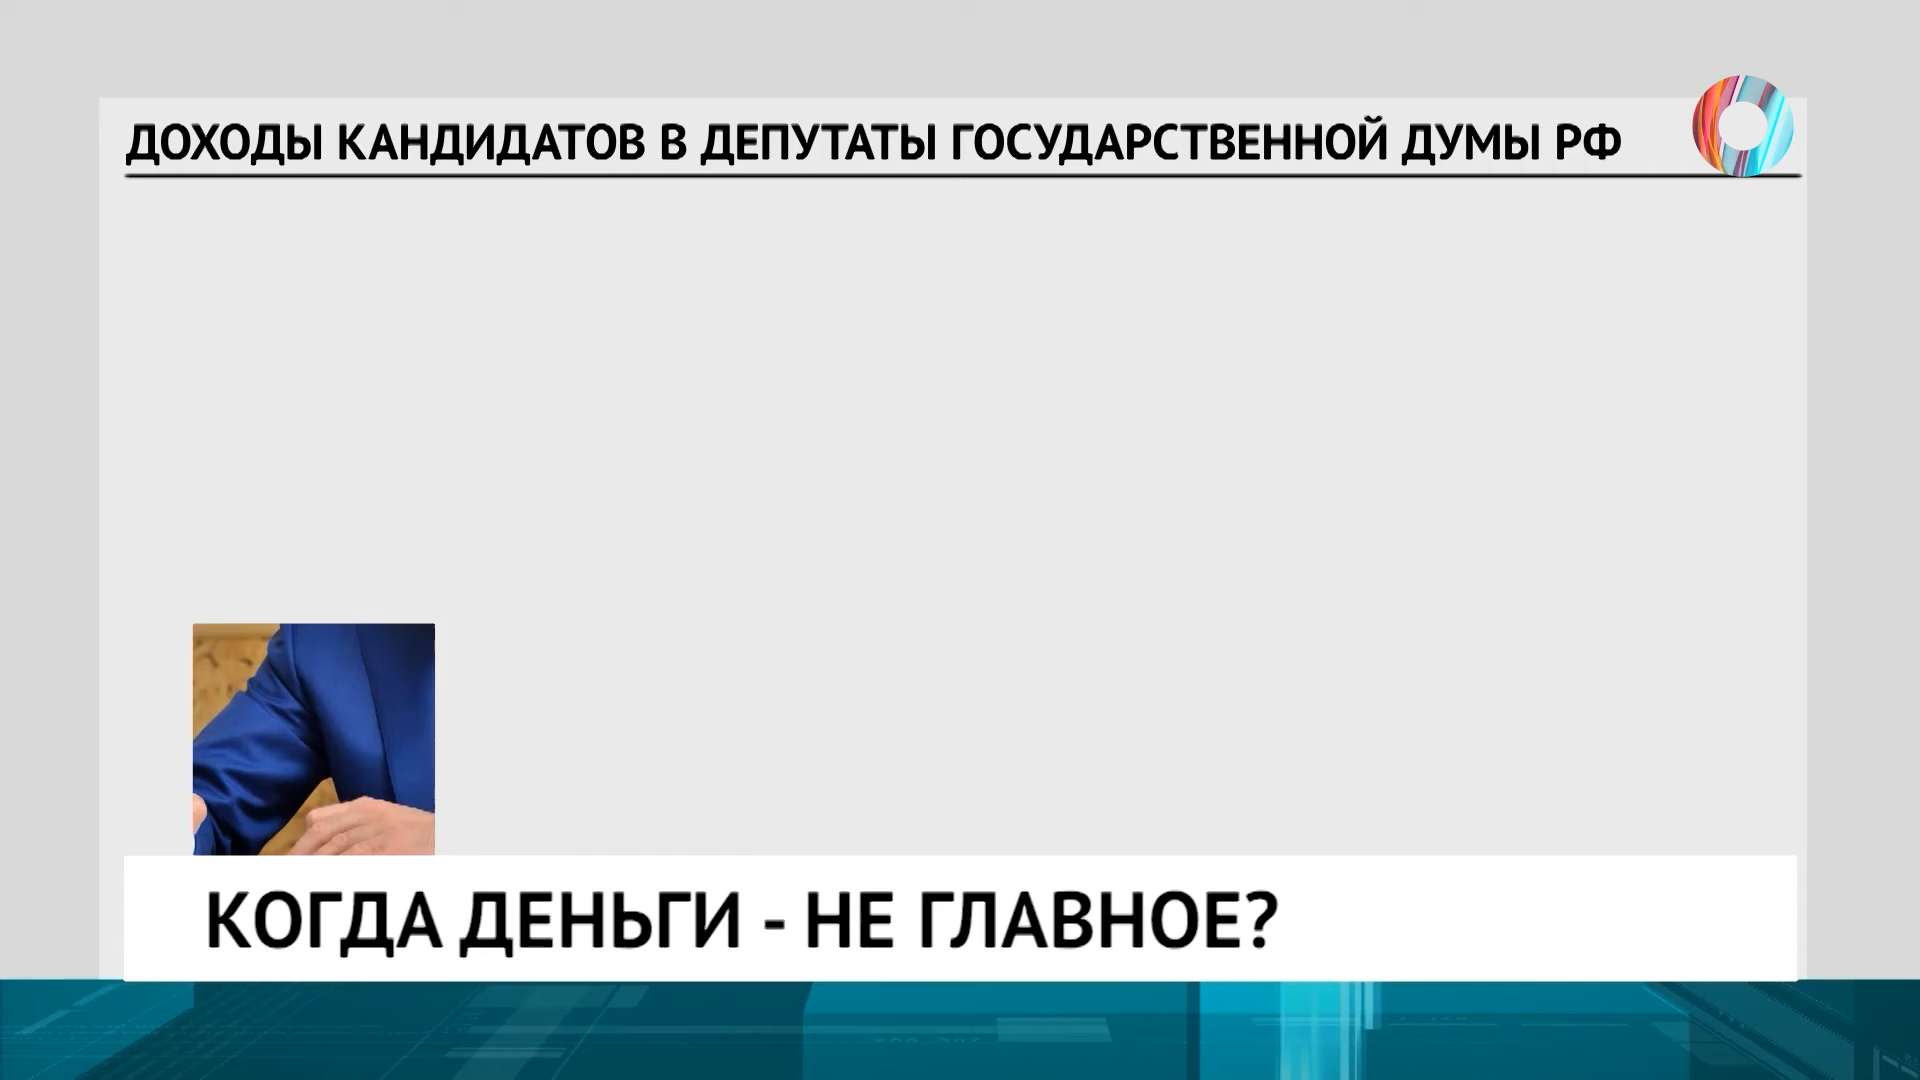 ДОХОДЫ КАНДИДАТОВ В ДЕПУТАТЫ ГОСУДАРСТВЕННОЙ ДУМЫ РФ
КОГДА ДЕНЬГИ - НЕ ГЛАВНОЕ?